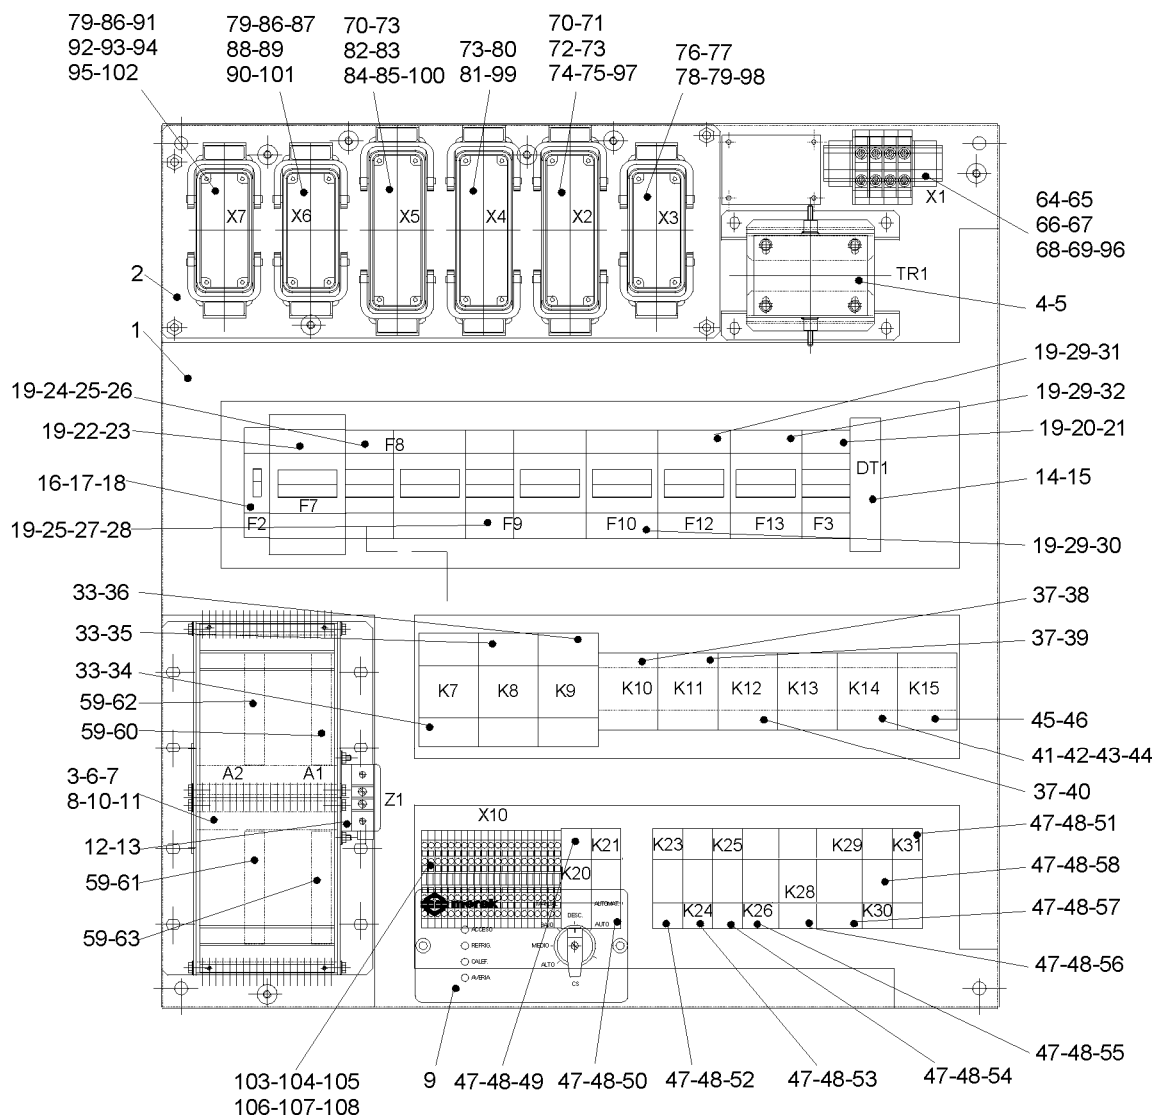 79-86-91
92-93-94
95-102
79-86-87
88-89
90-101
70-73
82-83
84-85-100
73-80
81-99
70-71
72-73
74-75-97
76-77
78-79-98
X7
X6
X5
X4
X2
X3
X1
64-65
66-67
68-69-96
2
TR1
4-5
1
19-24-25-26
19-29-31
19-29-32
19-22-23
F8
19-20-21
16-17-18
DT1
14-15
F7
19-25-27-28
F2
F9
F10
F12
F13
F3
19-29-30
33-36
37-38
33-35
37-39
33-34
K7
K8
K9
K10
K11
K12
K13
K14
K15
59-62
45-46
59-60
41-42-43-44
3-6-7
8-10-11
A2
A1
Z1
37-40
X10
12-13
47-48-51
K21
K23
K25
K29
K31
59-61
K20
47-48-58
merak
K28
AUTOMAT.
DESC.
K24
K26
K30
47-48-57
AUTO
59-63
ACCESO
MEDIO
REFRIG.
47-48-56
CALEF.
ALTO
AVERIA
CS
47-48-55
103-104-105
106-107-108
9
47-48-49
47-48-50
47-48-52
47-48-53
47-48-54